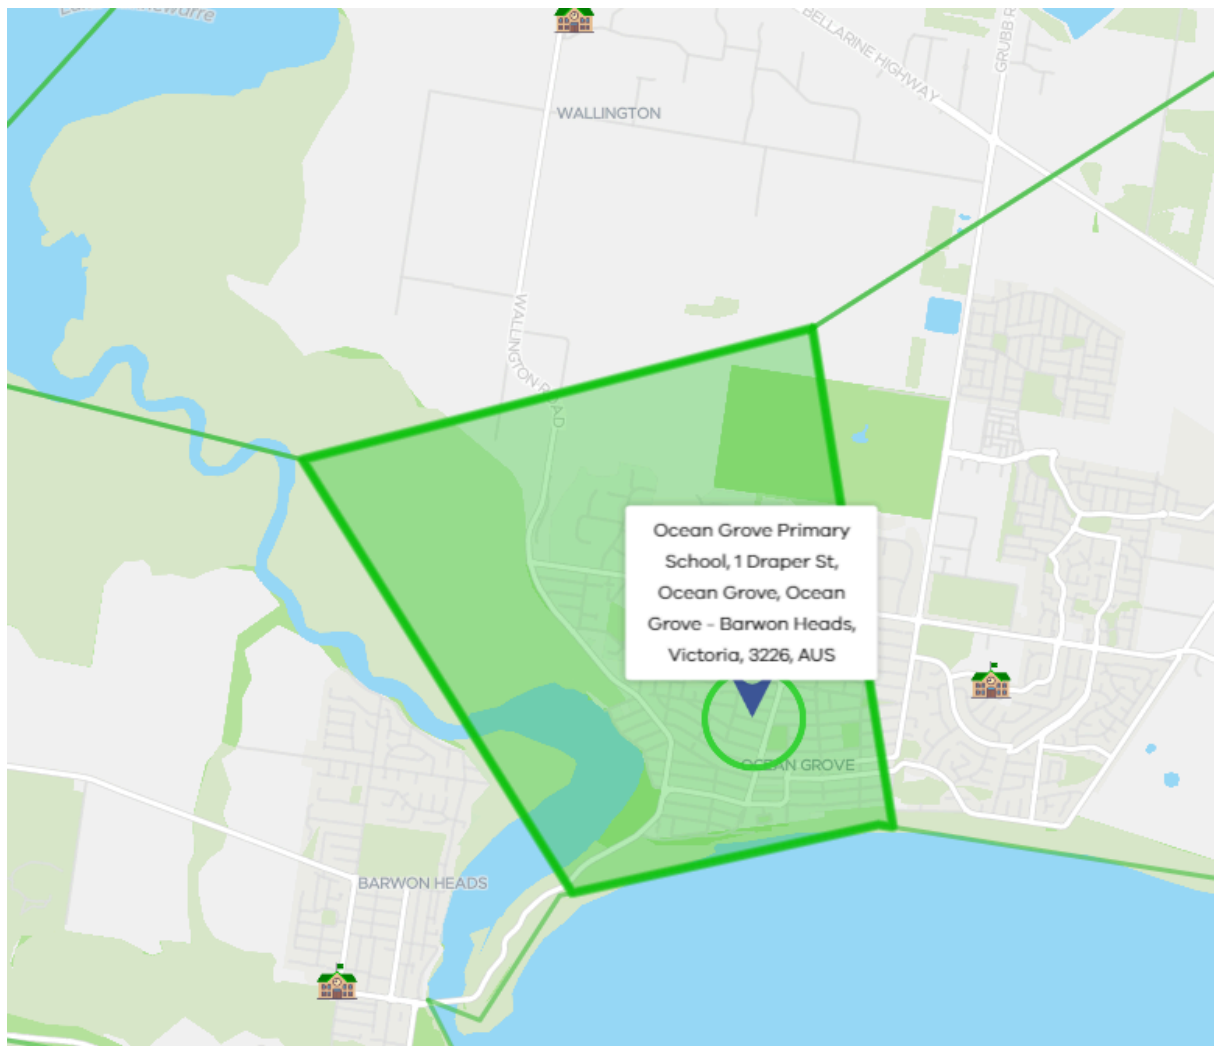 BELLARINE HIGHWAY
GRUBB R
WALLINGTON
WALLINGTON ROAD
Ocean Grove Primary
School, 1 Draper St,
Ocean Grove, Ocean
Grove - Barwon Heads,
Victoria, 3226, AUS
OCEAN GROVE
BARWON HEADS